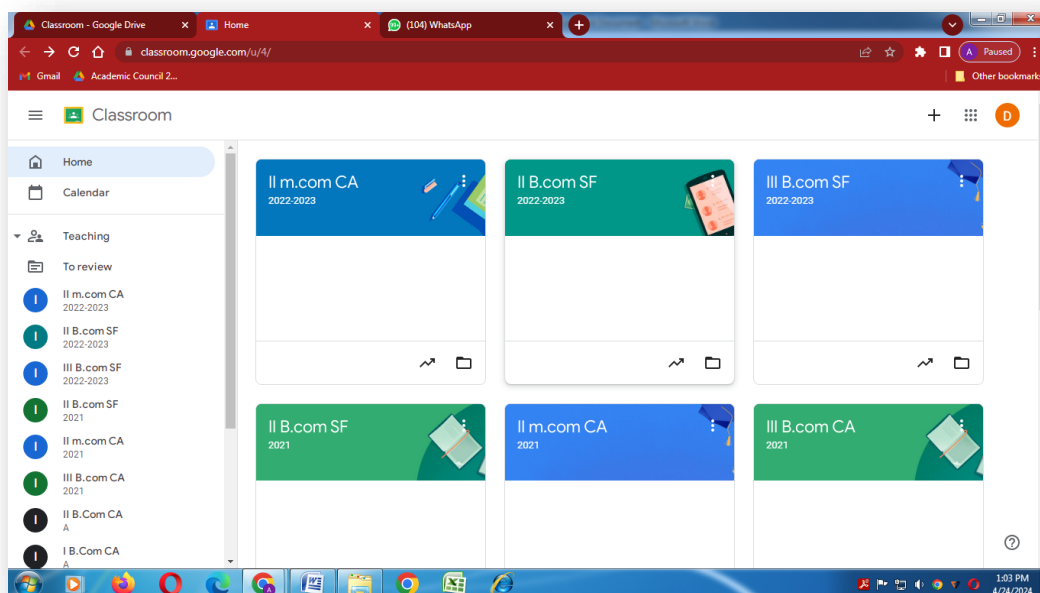 Classroom - Google Drive
Home
(104) WhatsApp
classroom.google.com/u/4/
A Paused
Gmail
Academic Council 2...
Other bookmark
Classroom
D
Home
Calendar
Teaching
To review
I II m.com CA
2022-2023
I II B.com SF
2022-2023
I III B.com SF
2022-2023
I II B.com SF
2021
I II m.com CA
2021
I III B.com CA
2021
I II B.Com CA
A
I I B.Com CA
A
II m.com CA
2022-2023
II B.com SF
2022-2023
III B.com SF
2022-2023
II B.com SF
2021
II m.com CA
2021
III B.com CA
2021
1:03 PM
4/24/2024